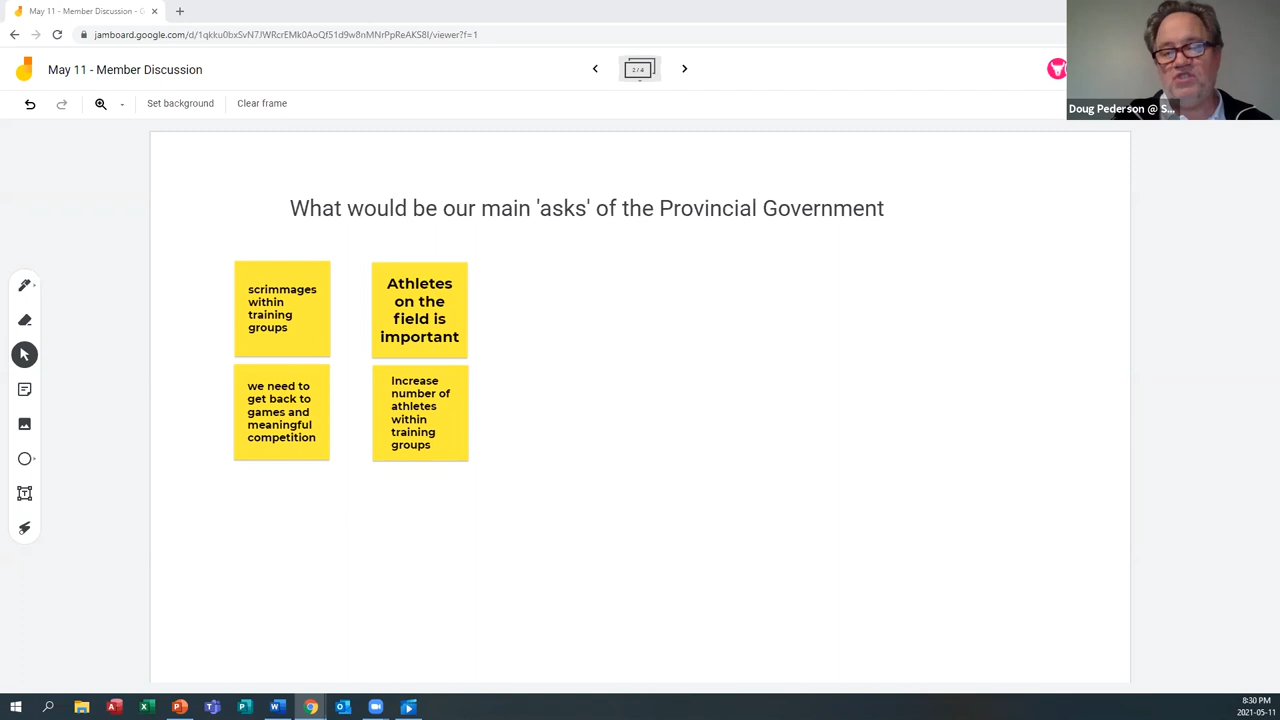 May 11 - Member Discussion - G
jamboard.google.com/d/1qkku0bxSvN7JWRcrEMk0AoQf51d9w8nMNrPpReAKS8I/viewer?f=1
May 11 - Member Discussion
2 / 4
Doug Pederson @ S...
Set background
Clear frame
What would be our main 'asks' of the Provincial Government
scrimmages
within
training
groups
Athletes
on the
field is
important
we need to
get back to
games and
meaningful
competition
Increase
number of
athletes
within
training
groups
8:30 PM
2021-05-11